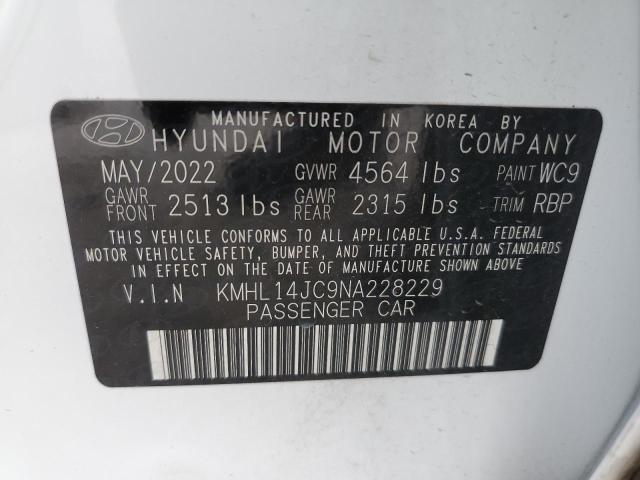 MANUFACTURED IN KOREA BY
HYUNDAI MOTOR COMPANY
MAY/2022 GVWR 4564 lbs PAINT WC9
GAWR FRONT 2513 lbs GAWR REAR 2315 lbs TRIM RBP
THIS VEHICLE CONFORMS TO ALL APPLICABLE U.S.A. FEDERAL
MOTOR VEHICLE SAFETY, BUMPER, AND THEFT PREVENTION STANDARDS
IN EFFECT ON THE DATE OF MANUFACTURE SHOWN ABOVE
V.I.N KMHL14JC9NA228229
PASSENGER CAR